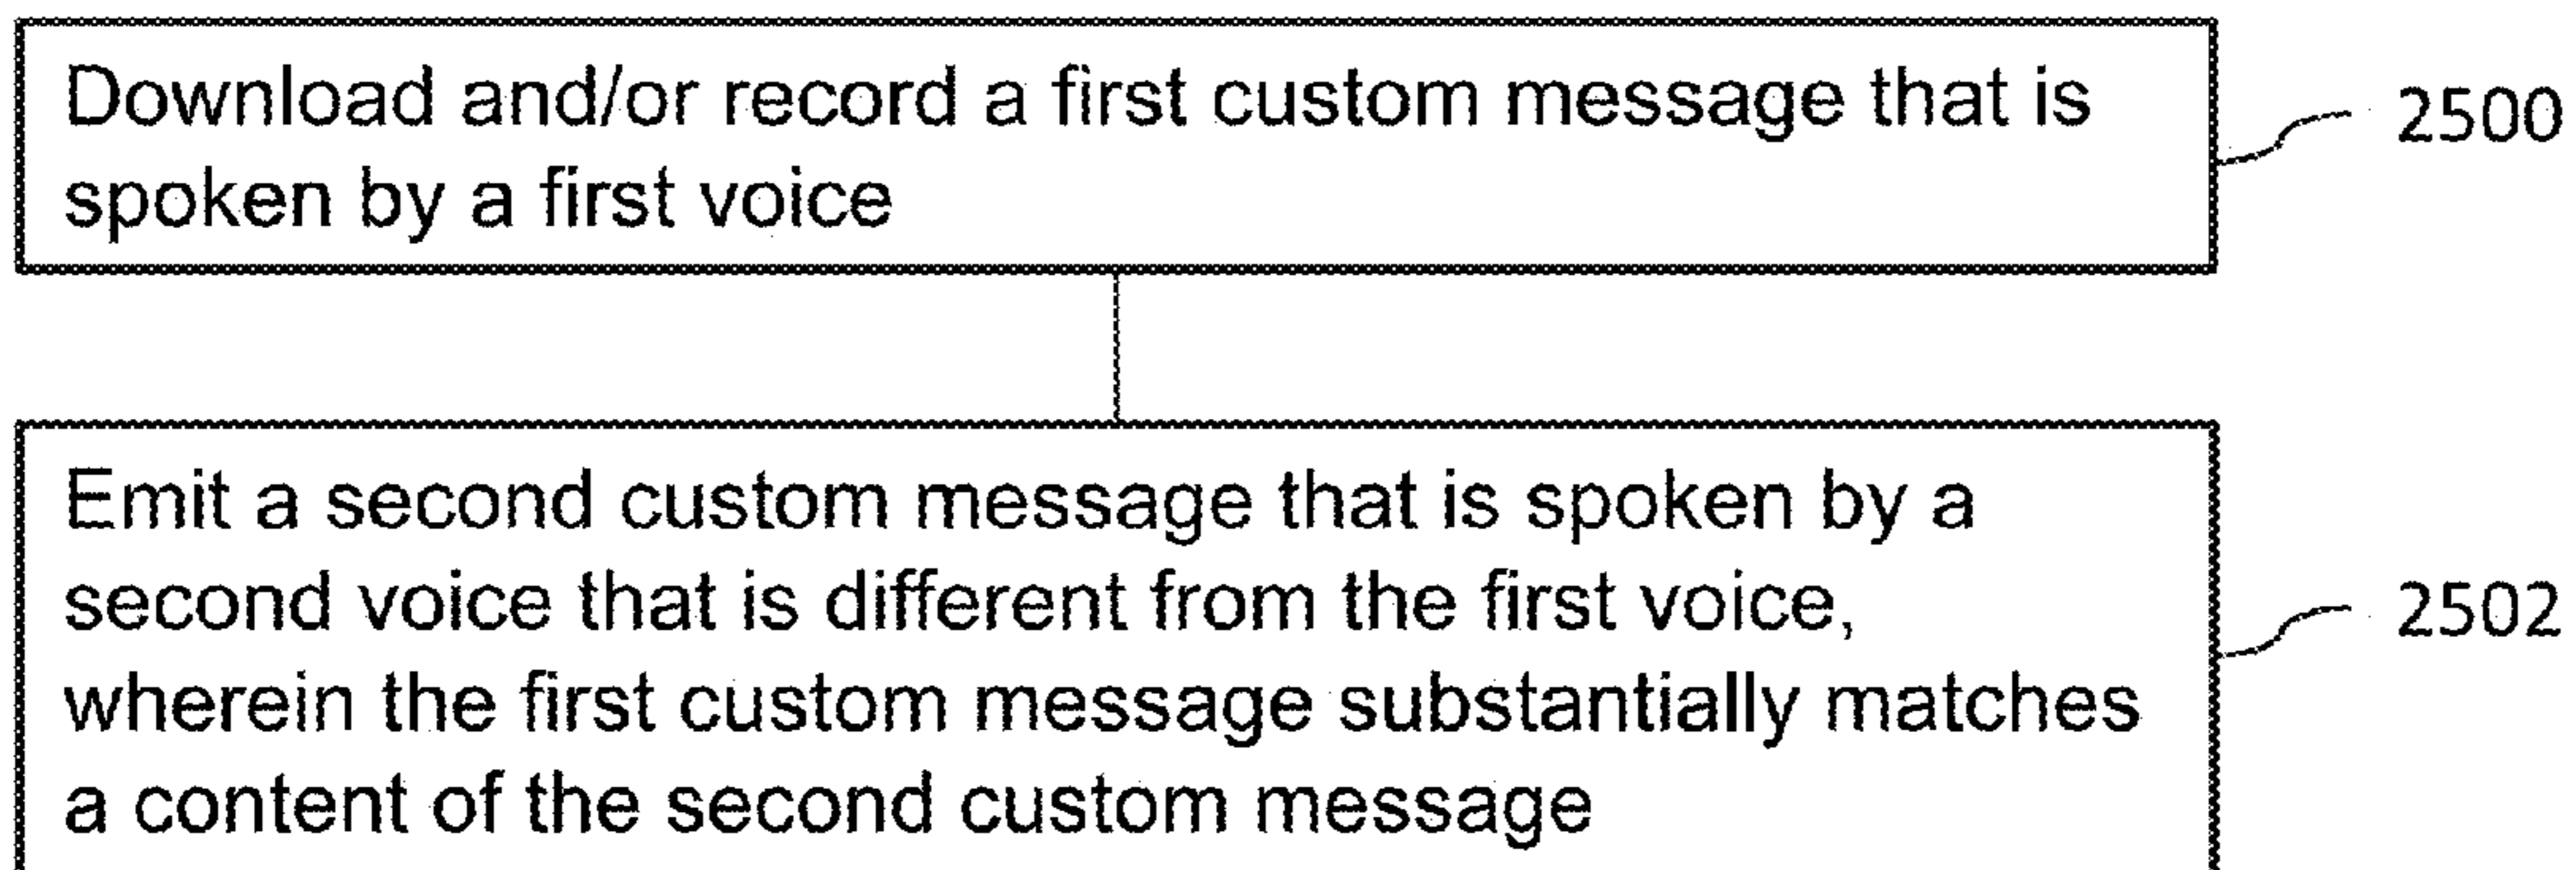 Download and/or record a first custom message that is
spoken by a first voice
2500
Emit a second custom message that is spoken by a
second voice that is different from the first voice,
wherein the first custom message substantially matches
a content of the second custom message
2502